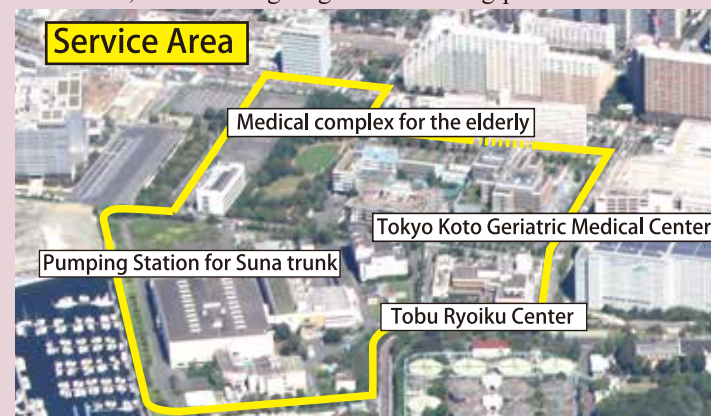 Service Area
Medical complex for the elderly
Tokyo Koto Geriatric Medical Center
Pumping Station for Suna trunk
Tobu Ryoiku Center